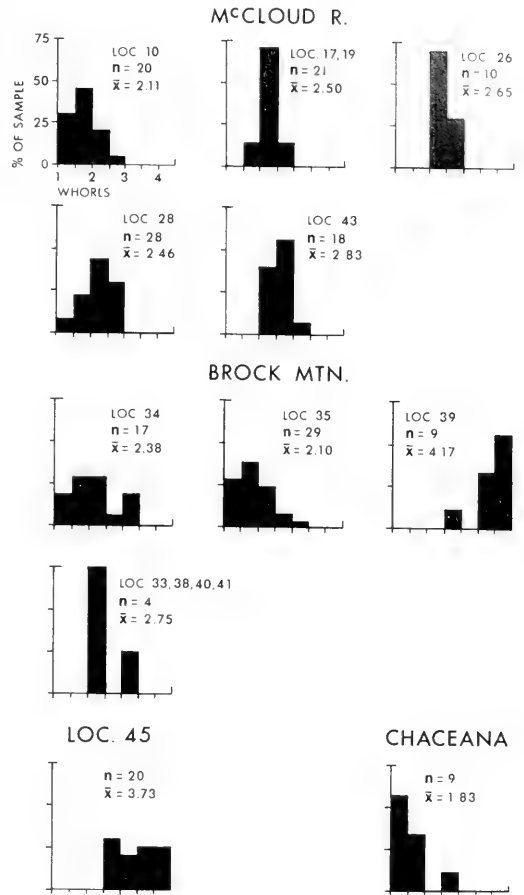 McCLOUD R.
75
50
25
0
% OF SAMPLE
1 2 3 4
WHORLS
LOC 10
n = 20
x̄ = 2.11
LOC. 17,19
n = 21
x̄ = 2.50
LOC 26
n = 10
x̄ = 2.65
LOC 28
n = 28
x̄ = 2 46
LOC 43
n = 18
x̄ = 2 83
BROCK MTN.
LOC 34
n = 17
x̄ = 2.38
LOC 35
n = 29
x̄ = 2.10
LOC 39
n = 9
x̄ = 4 17
LOC 33,38,40,41
n = 4
x̄ = 2.75
LOC. 45
n = 20
x̄ = 3.73
CHACEANA
n = 9
x̄ = 1 83